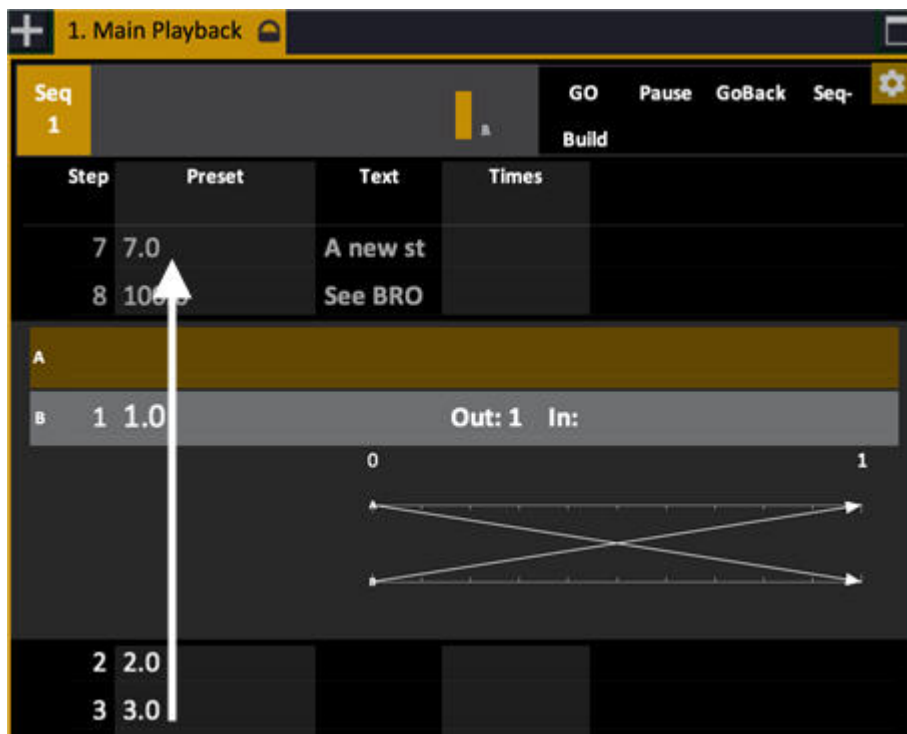 1. Main Playback
Seq 1
B
GO Pause GoBack Seq-
Build
Step Preset Text Times
7 7.0 A new st
8 See BRO
A
B 1 1.0 Out: 1 In:
0 1
A
B
2 2.0
3 3.0